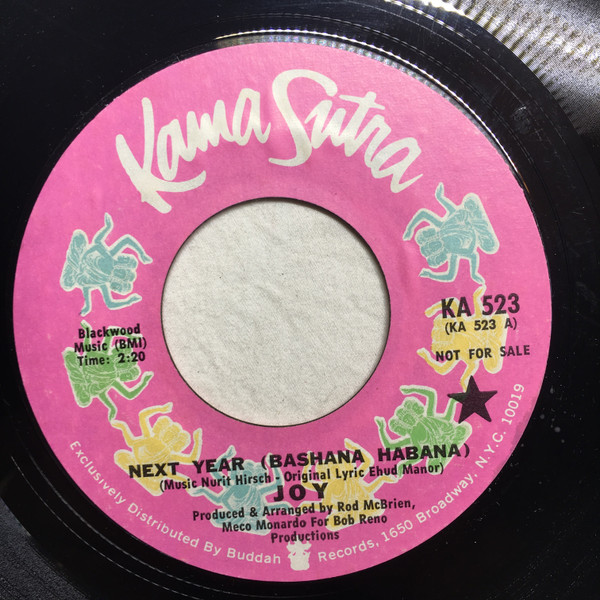 Kama Sutra
KA 523
(KA 523 A)
NOT FOR SALE
Blackwood
Music (BMI)
Time: 2:20
NEXT YEAR (BASHANA HABANA)
(Music Nurit Hirsch - Original Lyric Ehud Manor)
JOY
Produced & Arranged by Rod McBrien,
Meco Monardo For Bob Reno
Productions
Exclusively Distributed By Buddah Records, 1650 Broadway, N.Y.C. 10019